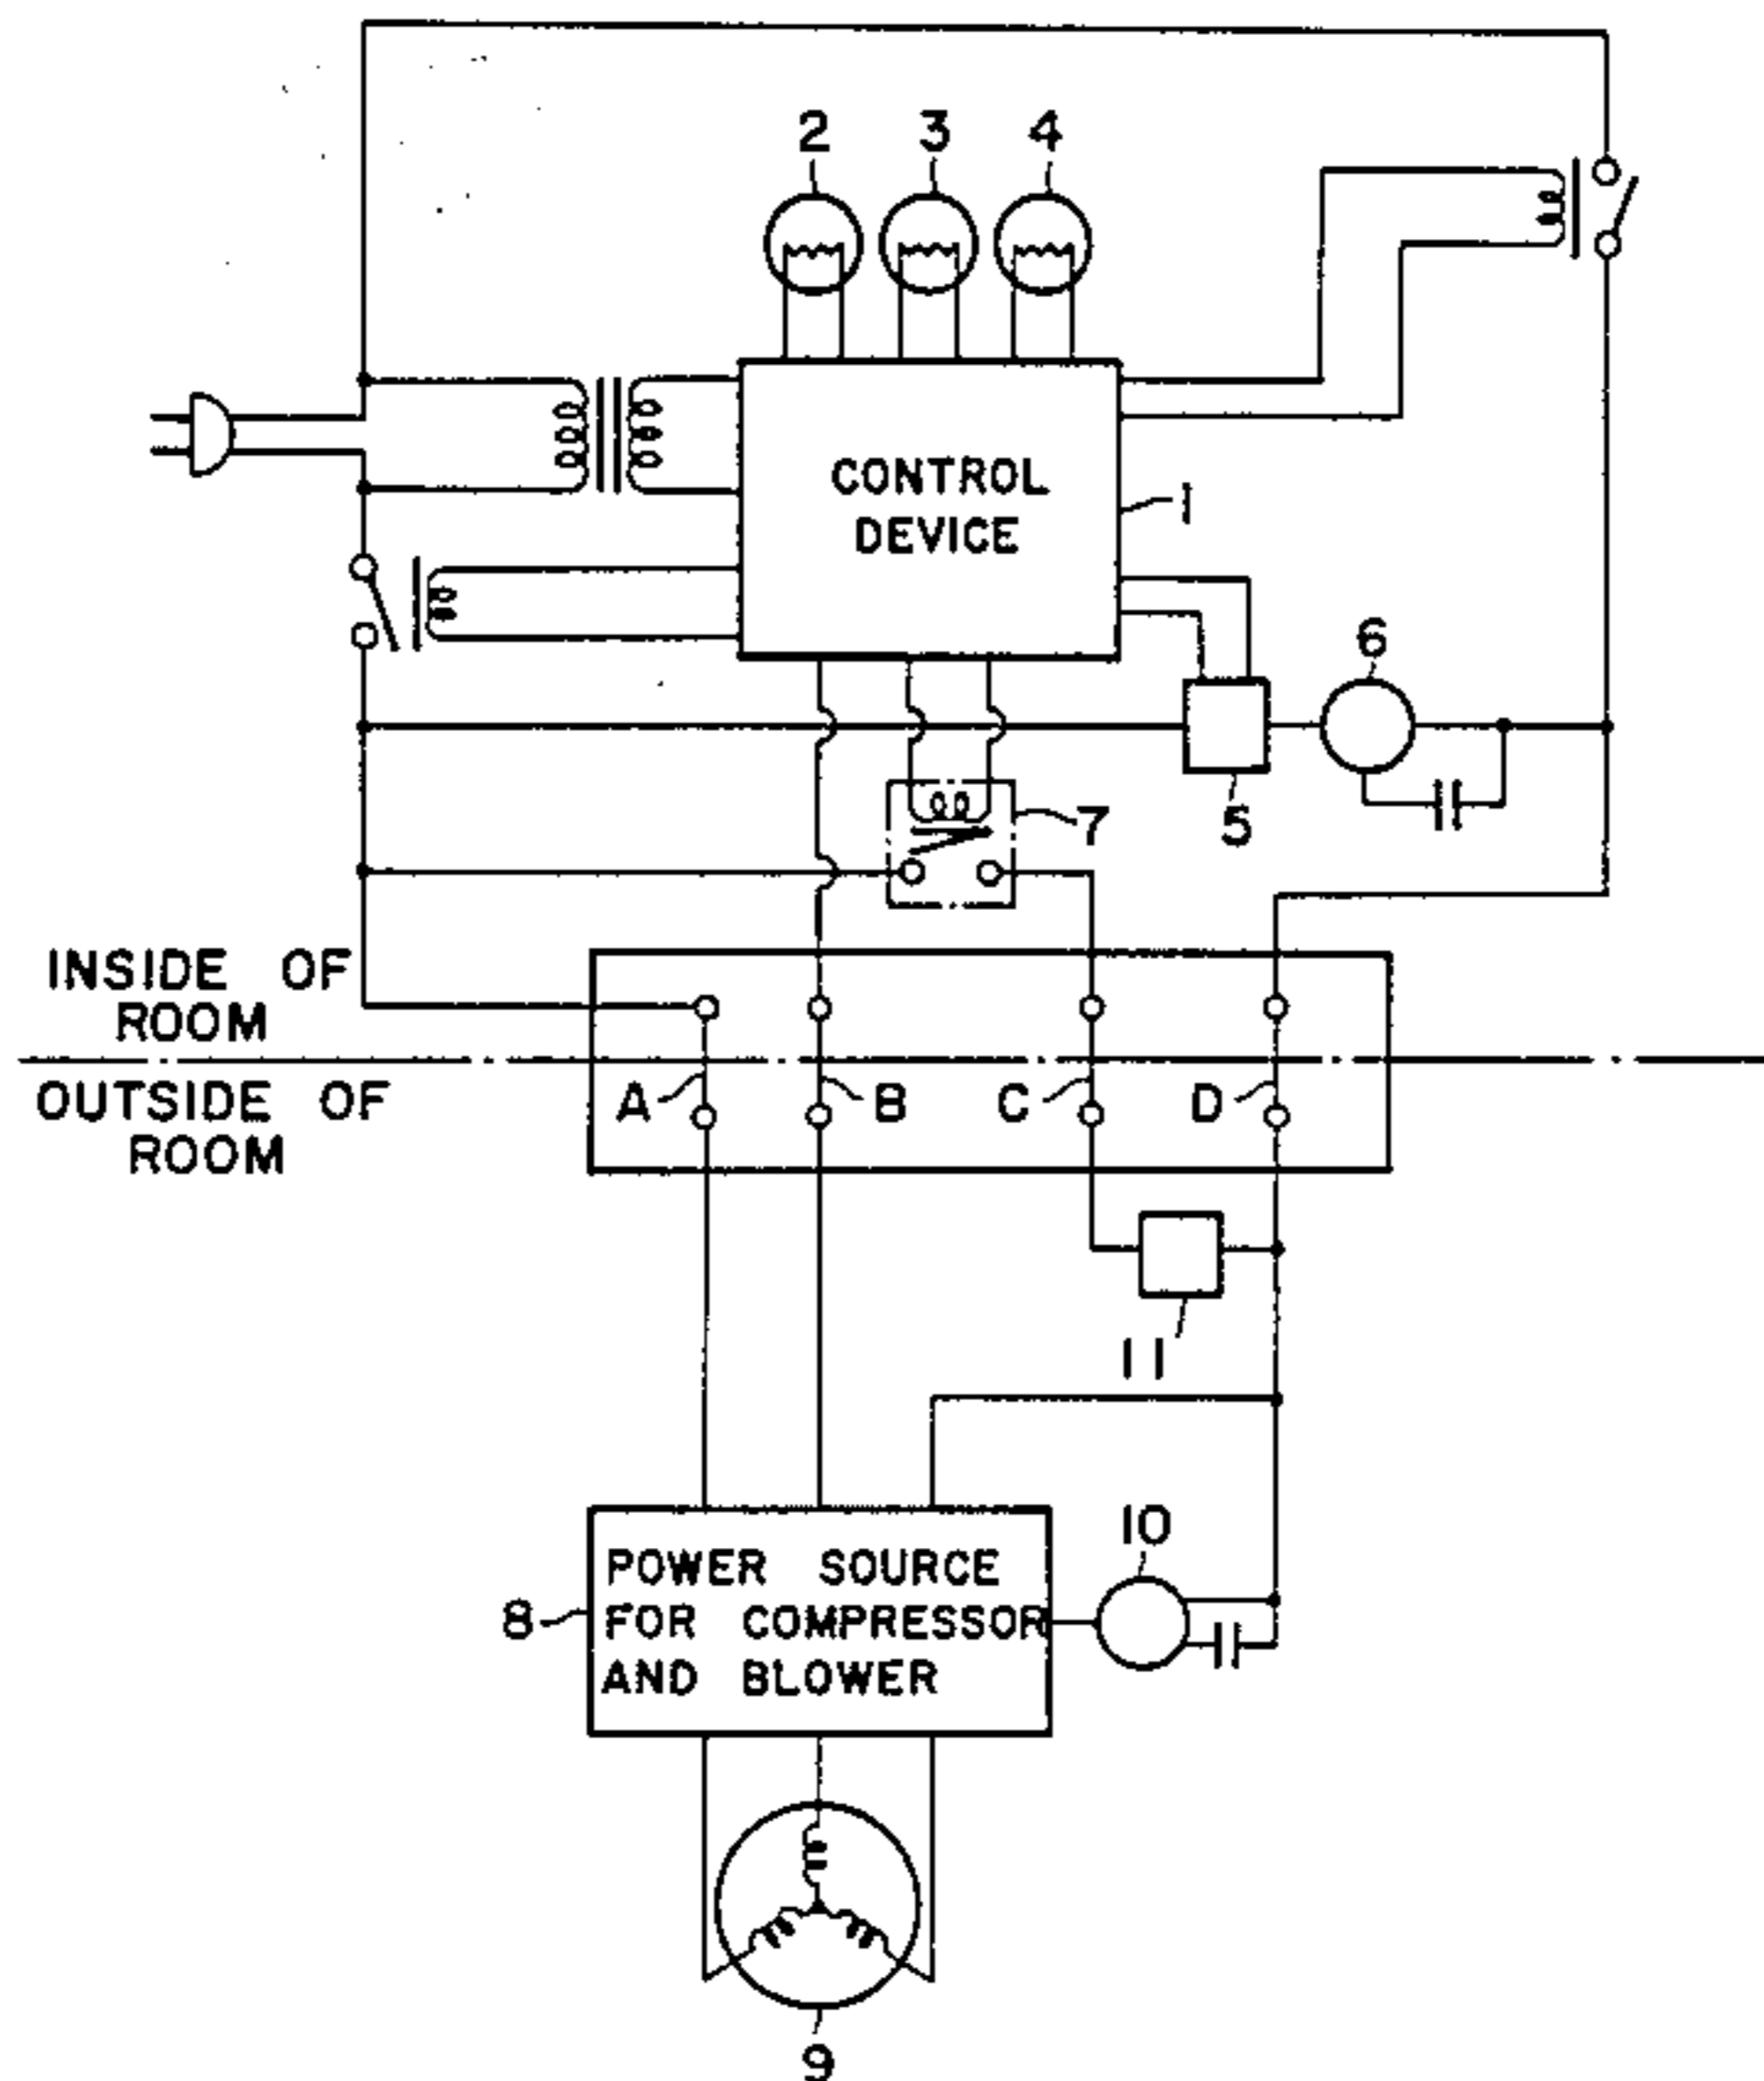 2 3 4
CONTROL
DEVICE
1
6
5
7
INSIDE OF
ROOM
OUTSIDE OF
ROOM
A B C D
11
10
POWER SOURCE
FOR COMPRESSOR
AND BLOWER
8
9